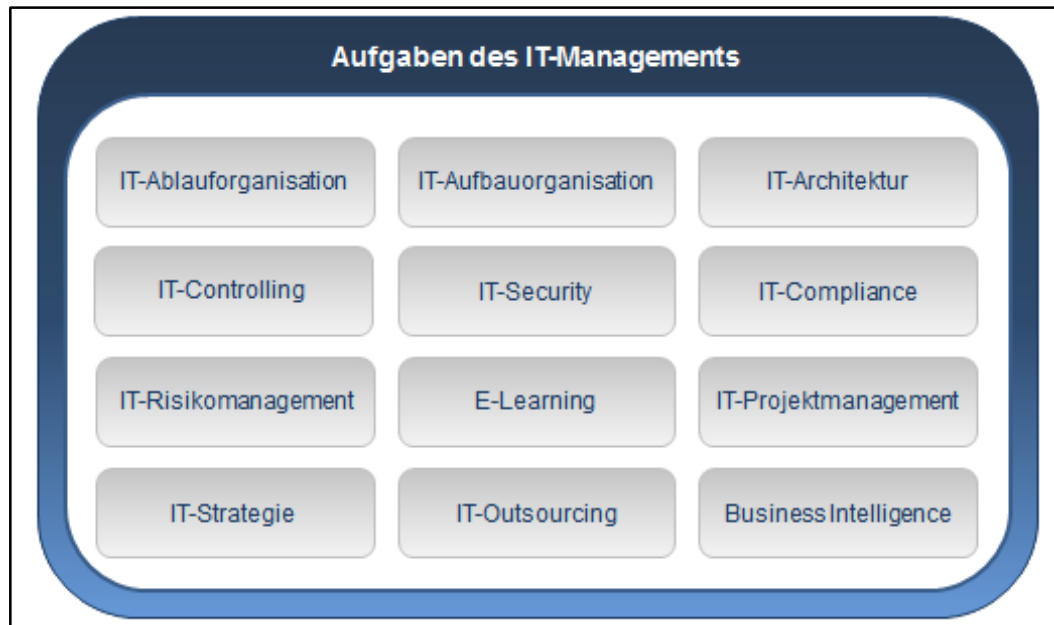 Aufgaben des IT-Managements
IT-Ablauforganisation
IT-Aufbauorganisation
IT-Architektur
IT-Controlling
IT-Security
IT-Compliance
IT-Risikomanagement
E-Learning
IT-Projektmanagement
IT-Strategie
IT-Outsourcing
Business Intelligence